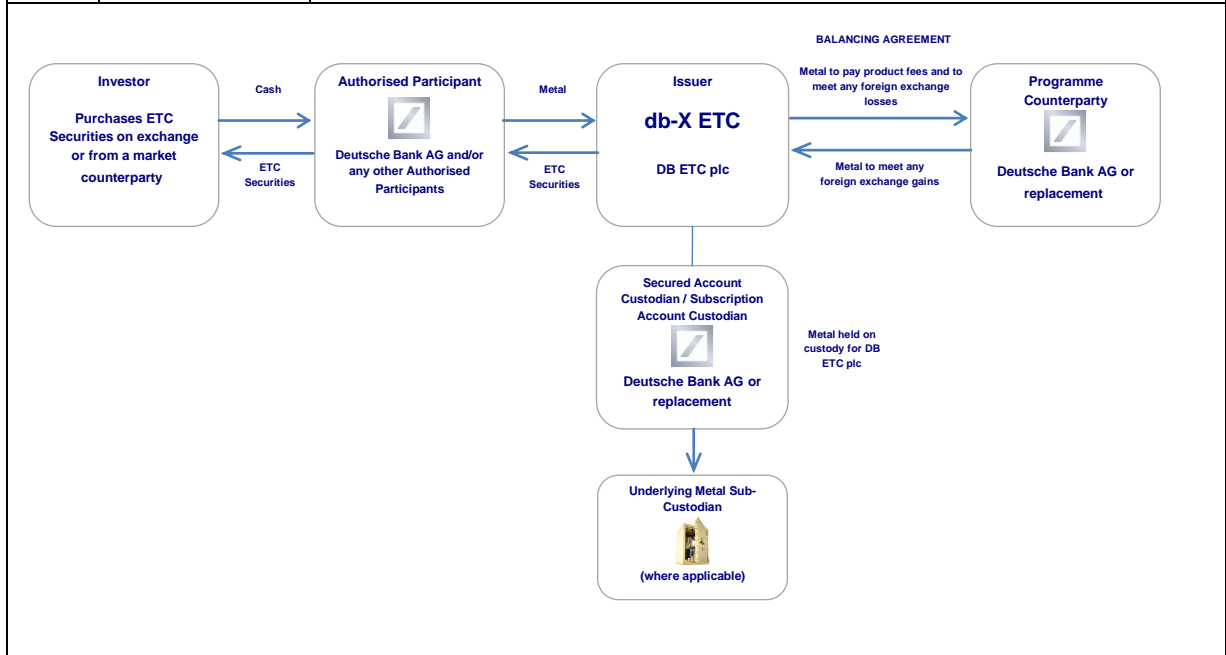 BALANCING AGREEMENT
Investor
Purchases ETC
Securities on exchange
or from a market
counterparty
Cash
ETC
Securities
Authorised Participant
Deutsche Bank AG and/or
any other Authorised
Participants
Metal
ETC
Securities
Issuer
db-X ETC
DB ETC plc
Metal to pay product fees and to
meet any foreign exchange
losses
Metal to meet any
foreign exchange gains
Programme
Counterparty
Deutsche Bank AG or
replacement
Secured Account
Custodian / Subscription
Account Custodian
Deutsche Bank AG or
replacement
Metal held on
custody for DB
ETC plc
Underlying Metal Sub-
Custodian
(where applicable)